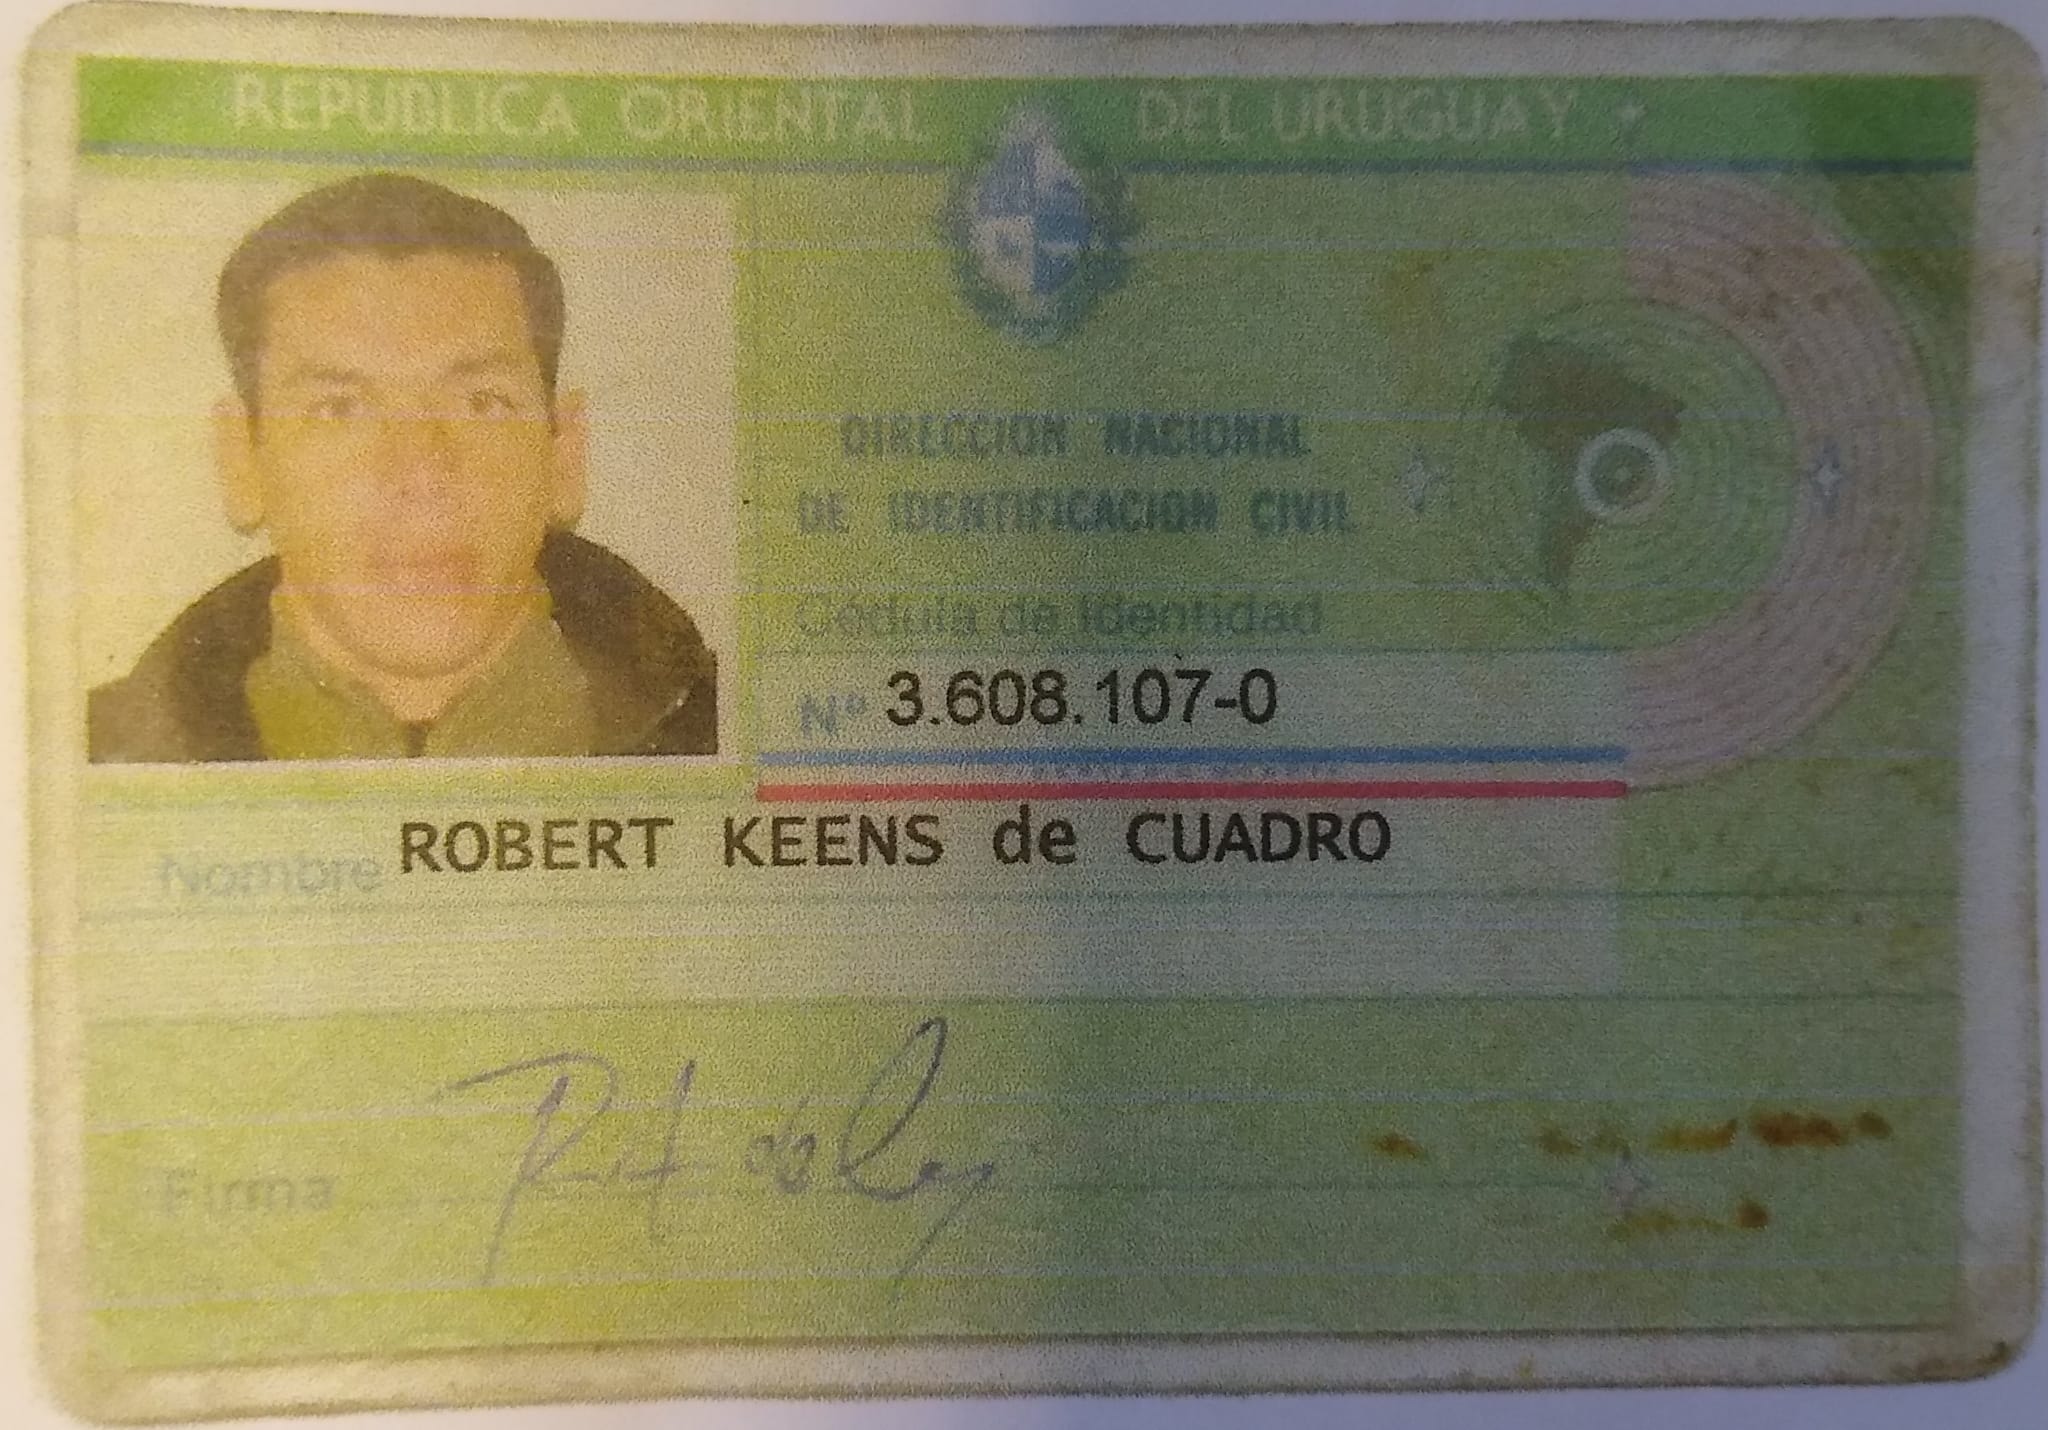 REPUBLICA ORIENTAL DEL URUGUAY
DIRECCION NACIONAL
DE IDENTIFICACION CIVIL
Cédula de Identidad
Nº 3.608.107-0
Nombre ROBERT KEENS de CUADRO
Firma